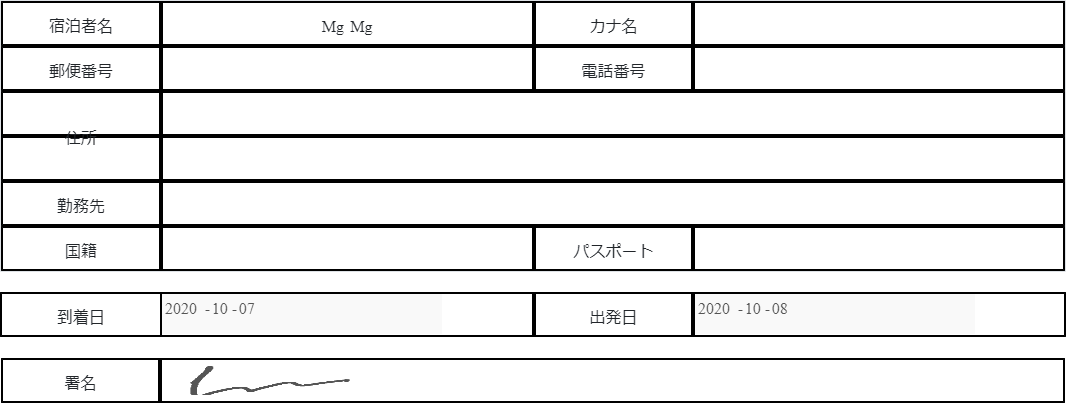 宿泊者名 Mg Mg カナ名
郵便番号 電話番号
住所
勤務先
国籍 パスポート
到着日 2020 -10 -07 出発日 2020 -10 -08
署名